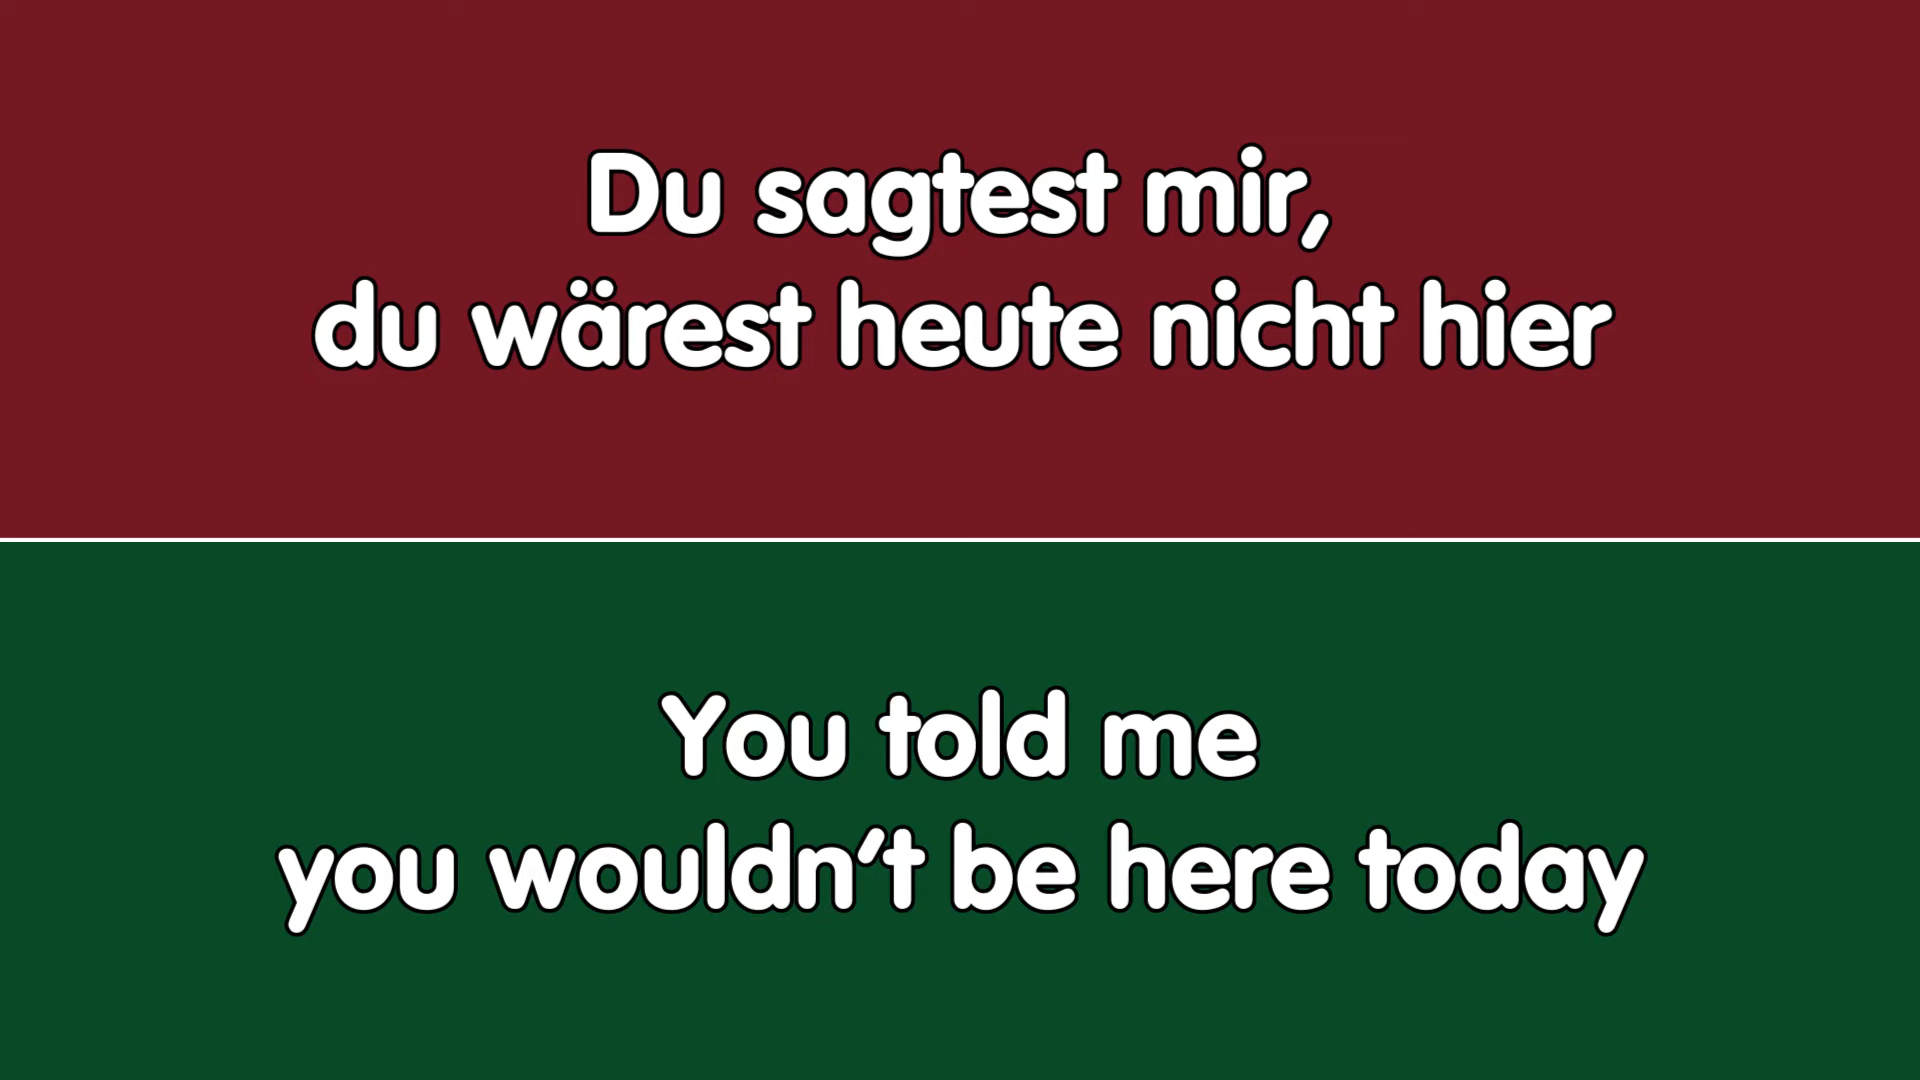 Du sagtest mir,
du wärest heute nicht hier
You told me
you wouldn't be here today